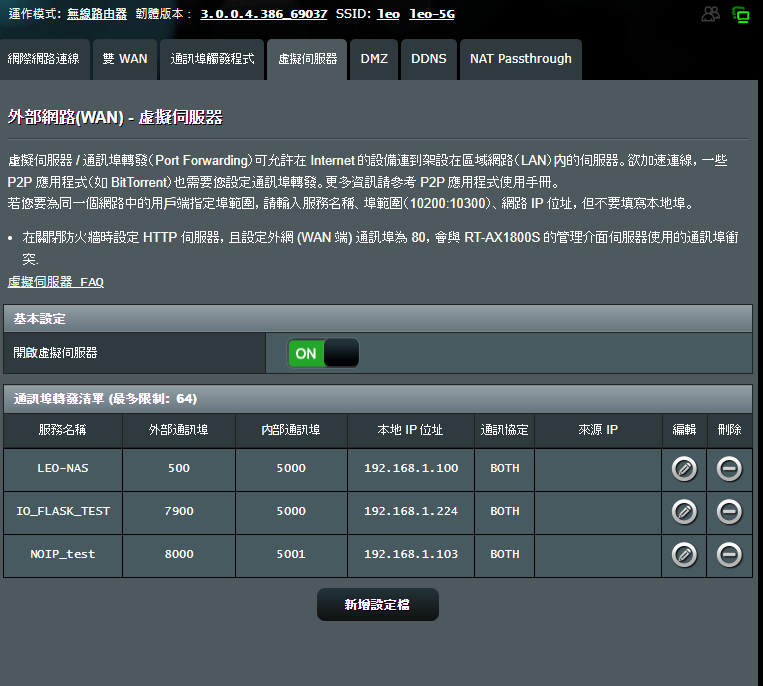 運作模式: 無線路由器 韌體版本: 3.0.0.4.386_69037 SSID: leo leo-5G
網際網路連線 雙 WAN 通訊埠觸發程式 虛擬伺服器 DMZ DDNS NAT Passthrough
外部網路(WAN) - 虛擬伺服器
虛擬伺服器 / 通訊埠轉發(Port Forwarding)可允許在 Internet 的設備連到架設在區域網路(LAN)內的伺服器。欲加速連線, 一些
P2P 應用程式(如 BitTorrent)也需要您設定通訊埠轉發。更多資訊請參考 P2P 應用程式使用手冊。
若您要為同一個網路中的用戶端指定埠範圍, 請輸入服務名稱、埠範圍(10200:10300)、網路 IP 位址, 但不要填寫本地埠。
• 在關閉防火牆時設定 HTTP 伺服器, 且設定外網 (WAN 端) 通訊埠為 80, 會與 RT-AX1800S 的管理介面伺服器使用的通訊埠衝
突.
虛擬伺服器 FAQ
基本設定
開啟虛擬伺服器 ON
通訊埠轉發清單 (最多限制: 64)
服務名稱 外部通訊埠 內部通訊埠 本地 IP 位址 通訊協定 來源 IP 編輯 刪除
LEO-NAS 500 5000 192.168.1.100 BOTH
IO_FLASK_TEST 7900 5000 192.168.1.224 BOTH
NOIP_test 8000 5001 192.168.1.103 BOTH
新增設定檔